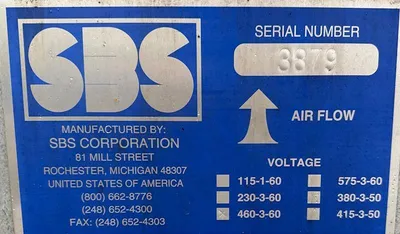 SBS
MANUFACTURED BY:
SBS CORPORATION
81 MILL STREET
ROCHESTER, MICHIGAN 48307
UNITED STATES OF AMERICA
(800) 662-8776
(248) 652-4300
FAX: (248) 652-4303
SERIAL NUMBER
3879
AIR FLOW
VOLTAGE
115-1-60 575-3-60
230-3-60 380-3-50
460-3-60 415-3-50